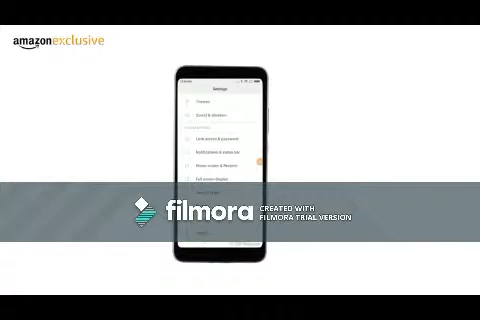 amazonexclusive
Settings
Themes
Sound & vibration
Lock screen & password
Notifications & status bar
Home screen & Recents
Full screen display
filmora
CREATED WITH
FILMORA TRIAL VERSION